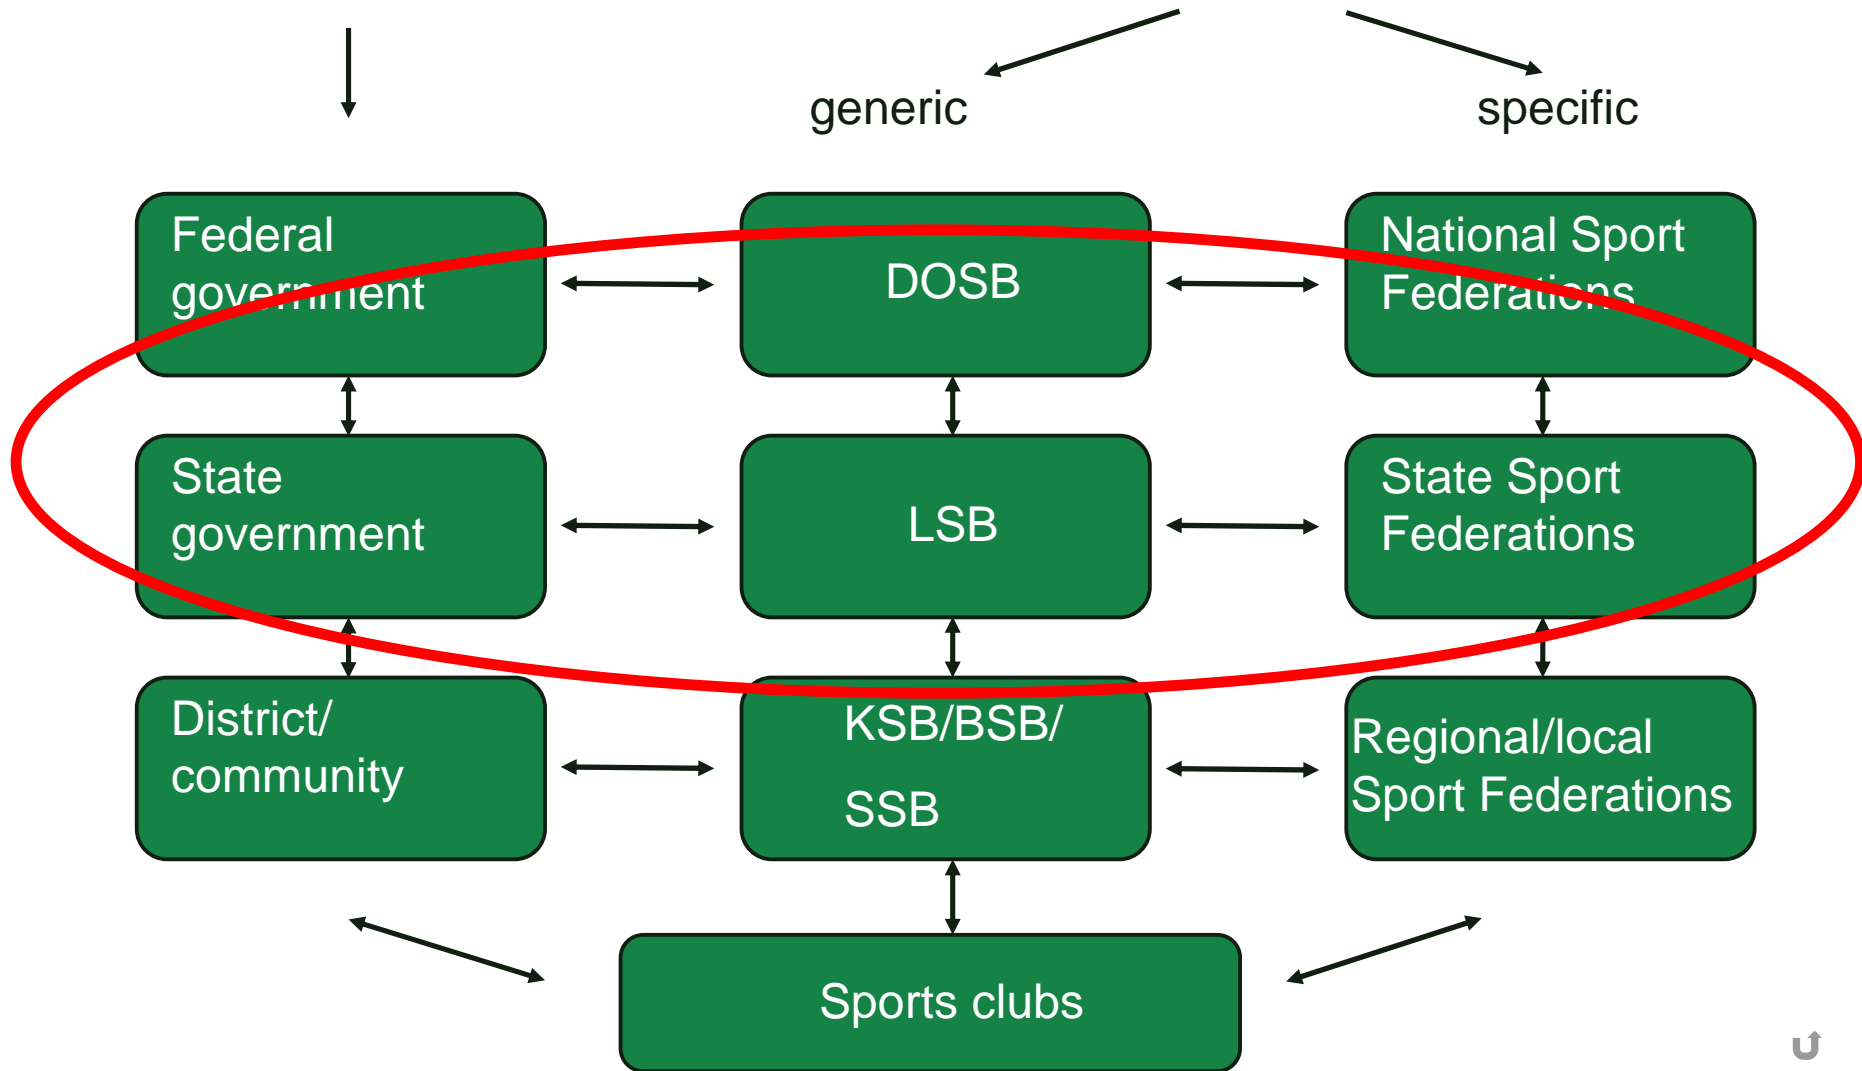 generic
specific
Federal
government
DOSB
National Sport
Federations
State
government
LSB
State Sport
Federations
District/
community
KSB/BSB/
SSB
Regional/local
Sport Federations
Sports clubs